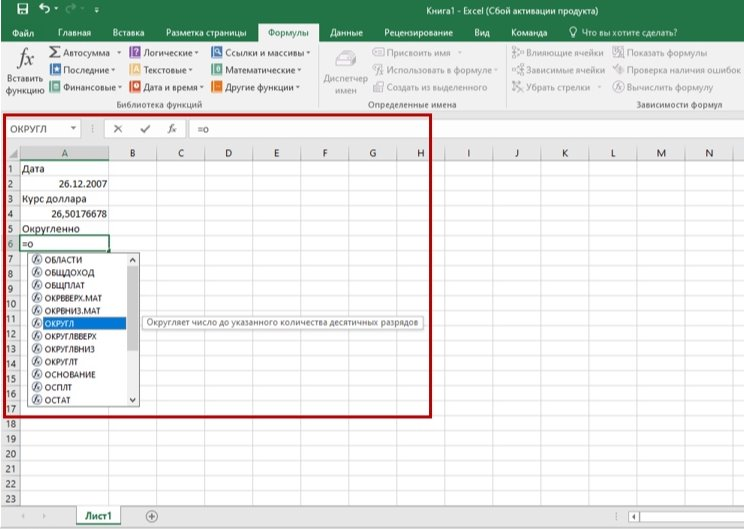 Книга1 - Excel (Сбой активации продукта)
Файл Главная Вставка Разметка страницы Формулы Данные Рецензирование Вид Команда Что вы хотите сделать?
fx Вставить функцию
Автосумма Логические Ссылки и массивы
Последние Текстовые Математические
Финансовые Дата и время Другие функции
Библиотека функций
Диспетчер имен
Присвоить имя
Использовать в формуле
Создать из выделенного
Определенные имена
Влияющие ячейки Показать формулы
Зависимые ячейки Проверка наличия ошибок
Убрать стрелки Вычислить формулу
Зависимости формул
ОКРУГЛ fx =о
A B C D E F G H I J K L M N
1 Дата
2 26.12.2007
3 Курс доллара
4 26,50176678
5 Округленно
6 =о
7 ОБЛАСТИ
8 ОБЩДОХОД
9 ОБЩПЛАТ
10 ОКРВВЕРХ.МАТ
ОКРВНИЗ.МАТ
11 ОКРУГЛ Округляет число до указанного количества десятичных разрядов
12 ОКРУГЛВВЕРХ
13 ОКРУГЛВНИЗ
14 ОКРУГЛТ
15 ОСНОВАНИЕ
16 ОСПЛТ
17 ОСТАТ
18
19
20
21
22
23
Лист1